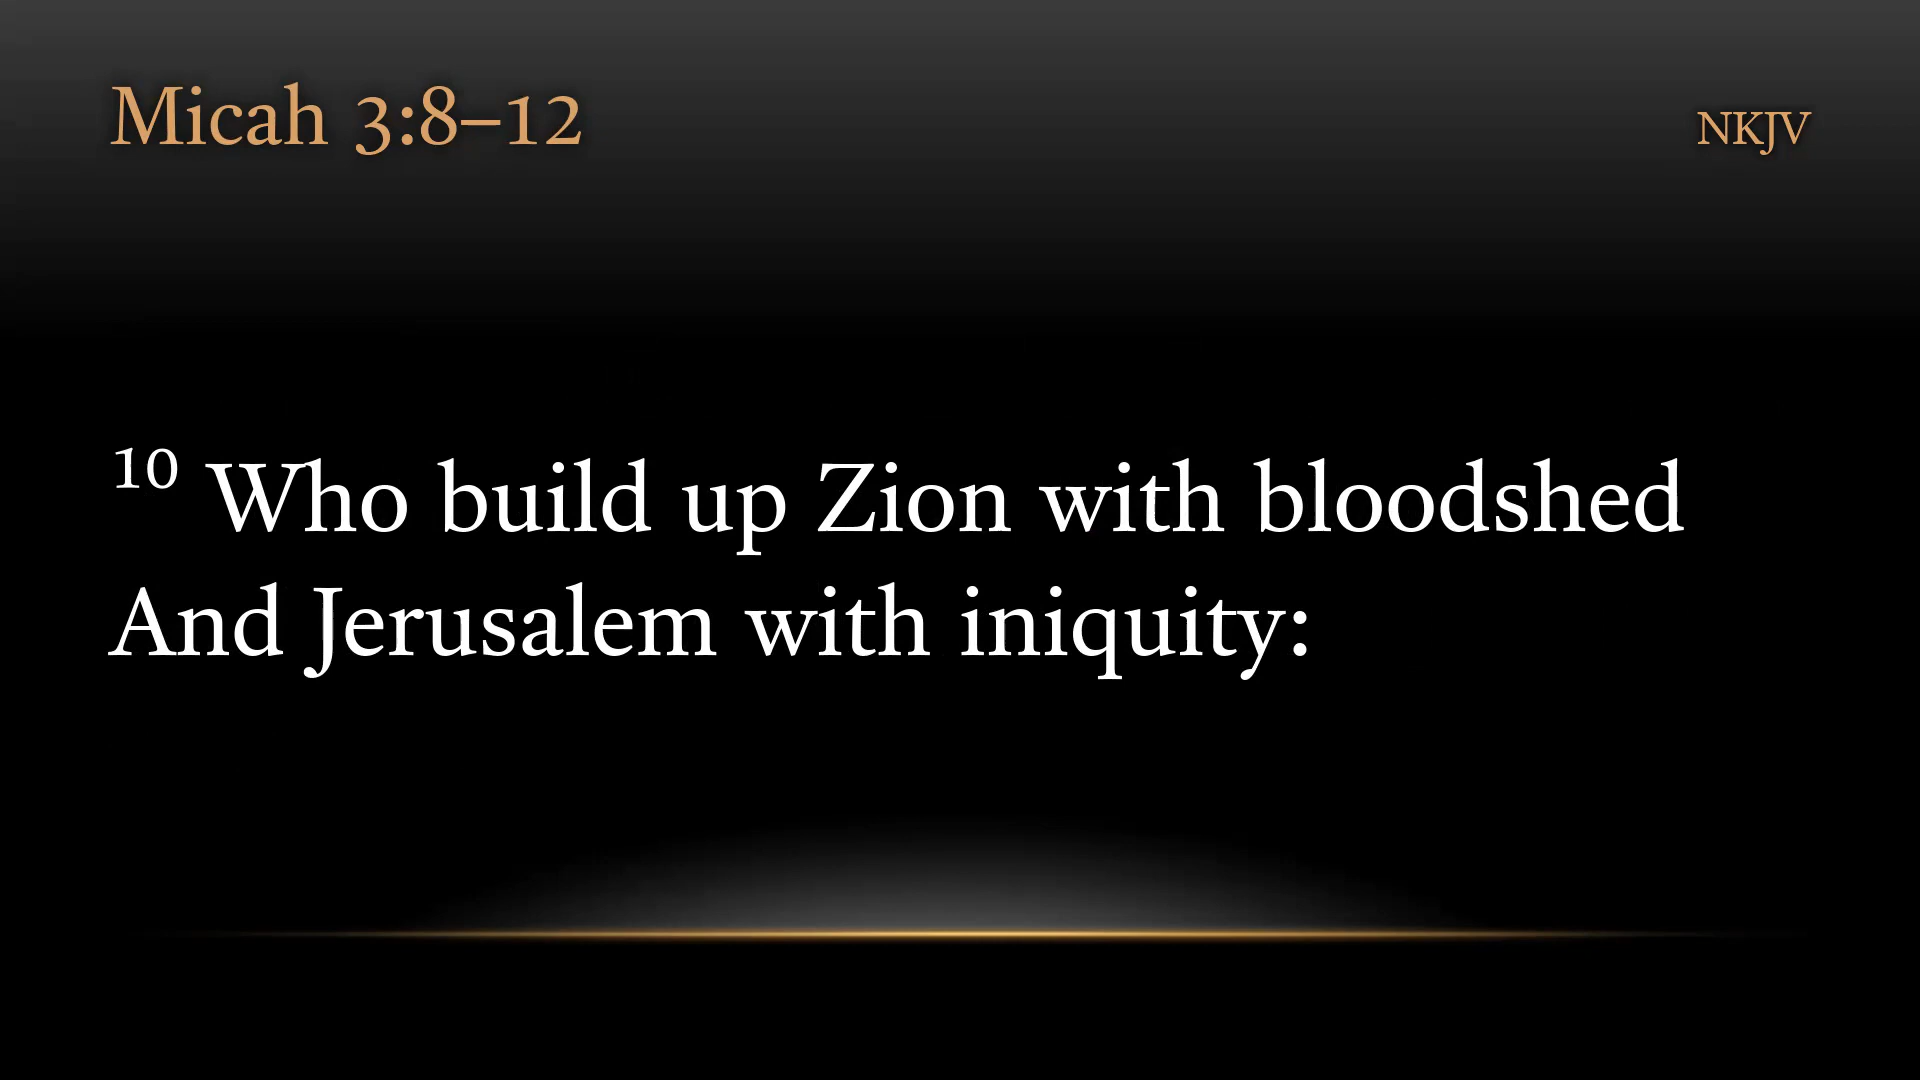 Micah 3:8–12
NKJV
10 Who build up Zion with bloodshed
And Jerusalem with iniquity: